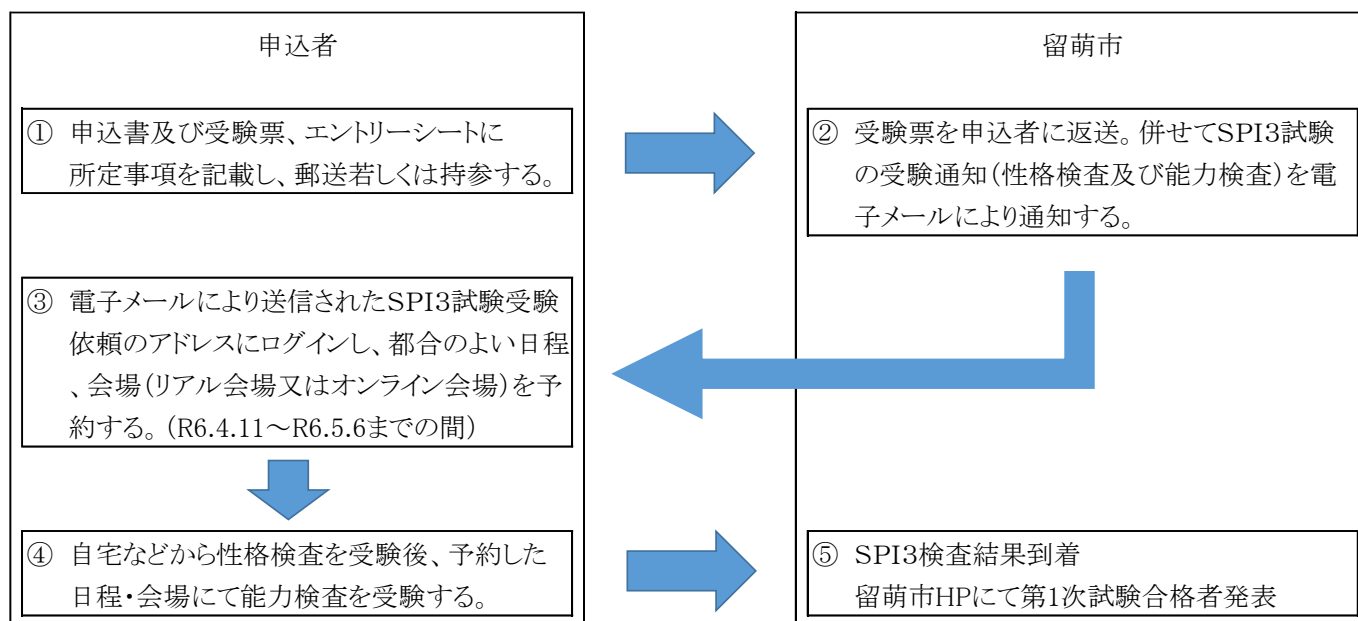 申込者
留萌市
① 申込書及び受験票、エントリーシートに
所定事項を記載し、郵送若しくは持参する。
② 受験票を申込者に返送。併せてSPI3試験
の受験通知(性格検査及び能力検査)を電
子メールにより通知する。
③ 電子メールにより送信されたSPI3試験受験
依頼のアドレスにログインし、都合のよい日程
、会場(リアル会場又はオンライン会場)を予
約する。(R6.4.11～R6.5.6までの間)
④ 自宅などから性格検査を受験後、予約した
日程・会場にて能力検査を受験する。
⑤ SPI3検査結果到着
留萌市HPにて第1次試験合格者発表